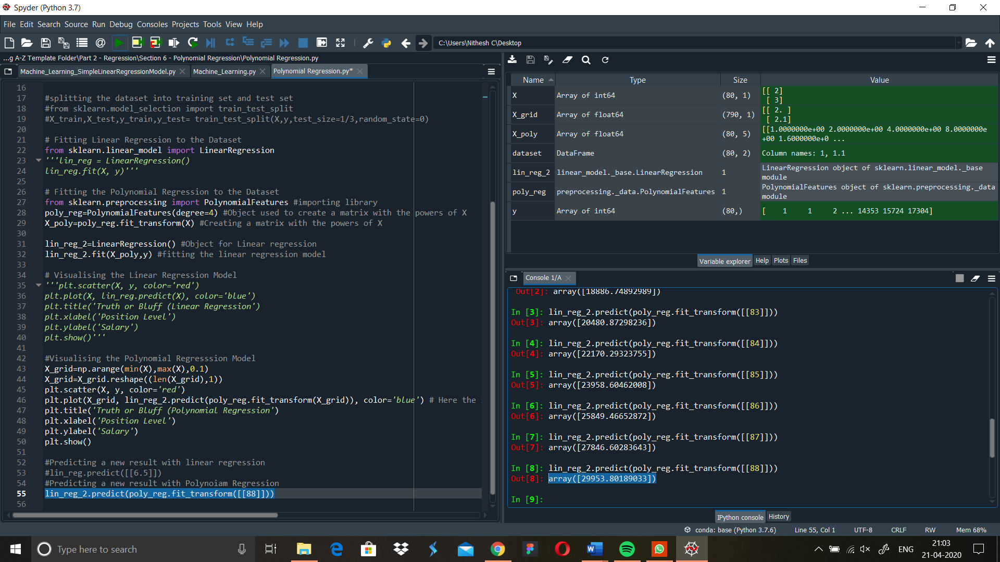 Spyder (Python 3.7)
File Edit Search Source Run Debug Consoles Projects Tools View Help
C:\Users\Nithesh C\Desktop
...g A-Z Template Folder\Part 2 - Regression\Section 6 - Polynomial Regression\Polynomial Regression.py
Machine_Learning_SimpleLinearRegressionModel.py Machine_Learning.py Polynomial Regression.py*
16
17 #splitting the dataset into training set and test set
18 #from sklearn.model_selection import train_test_split
19 #X_train,X_test,y_train,y_test= train_test_split(X,y,test_size=1/3,random_state=0)
20
21 # Fitting Linear Regression to the Dataset
22 from sklearn.linear_model import LinearRegression
23 '''lin_reg = LinearRegression()
24 lin_reg.fit(X, y)'''
25
26 # Fitting the Polynomial Regression to the Dataset
27 from sklearn.preprocessing import PolynomialFeatures #importing library
28 poly_reg=PolynomialFeatures(degree=4) #Object used to create a matrix with the powers of X
29 X_poly=poly_reg.fit_transform(X) #Creating a matrix with the powers of X
30
31 lin_reg_2=LinearRegression() #Object for Linear regression
32 lin_reg_2.fit(X_poly,y) #fitting the linear regression model
33
34 # Visualising the Linear Regression Model
35 '''plt.scatter(X, y, color='red')
36 plt.plot(X, lin_reg.predict(X), color='blue')
37 plt.title('Truth or Bluff (Linear Regression')
38 plt.xlabel('Position Level')
39 plt.ylabel('Salary')
40 plt.show()'''
41
42 #Visualising the Polynomial Regresssion Model
43 X_grid=np.arange(min(X),max(X),0.1)
44 X_grid=X_grid.reshape((len(X_grid),1))
45 plt.scatter(X, y, color='red')
46 plt.plot(X_grid, lin_reg_2.predict(poly_reg.fit_transform(X_grid)), color='blue') # Here the
47 plt.title('Truth or Bluff (Polynomial Regression')
48 plt.xlabel('Position Level')
49 plt.ylabel('Salary')
50 plt.show()
51
52 #Predicting a new result with linear regression
53 #lin_reg.predict([[6.5]])
54 #Predicting a new result with Polynoiam Regression
55 lin_reg_2.predict(poly_reg.fit_transform([[88]]))
56
Name Type Size Value
X Array of int64 (80, 1) [[ 2]
[ 3]
X_grid Array of float64 (790, 1) [[ 2. ]
[ 2.1]
X_poly Array of float64 (80, 5) [[1.0000000e+00 2.0000000e+00 4.0000000e+00 8.0000000e
+00 1.6000000e+0 ...
dataset DataFrame (80, 2) Column names: 1, 1.1
lin_reg_2 linear_model._base.LinearRegression 1 LinearRegression object of sklearn.linear_model._base
module
poly_reg preprocessing._data.PolynomialFeatures 1 PolynomialFeatures object of sklearn.preprocessing._data
module
y Array of int64 (80,) [ 1 1 2 ... 14353 15724 17304]
Variable explorer Help Plots Files
Console 1/A
Out[2]: array([18886.74892989])
In [3]: lin_reg_2.predict(poly_reg.fit_transform([[83]]))
Out[3]: array([20480.87298236])
In [4]: lin_reg_2.predict(poly_reg.fit_transform([[84]]))
Out[4]: array([22170.29323755])
In [5]: lin_reg_2.predict(poly_reg.fit_transform([[85]]))
Out[5]: array([23958.60462008])
In [6]: lin_reg_2.predict(poly_reg.fit_transform([[86]]))
Out[6]: array([25849.46652872])
In [7]: lin_reg_2.predict(poly_reg.fit_transform([[87]]))
Out[7]: array([27846.60283643])
In [8]: lin_reg_2.predict(poly_reg.fit_transform([[88]]))
Out[8]: array([29953.80189033])
In [9]:
IPython console History
conda: base (Python 3.7.6) Line 55, Col 1 UTF-8 CRLF RW Mem 68%
Type here to search
ENG
21:03
21-04-2020